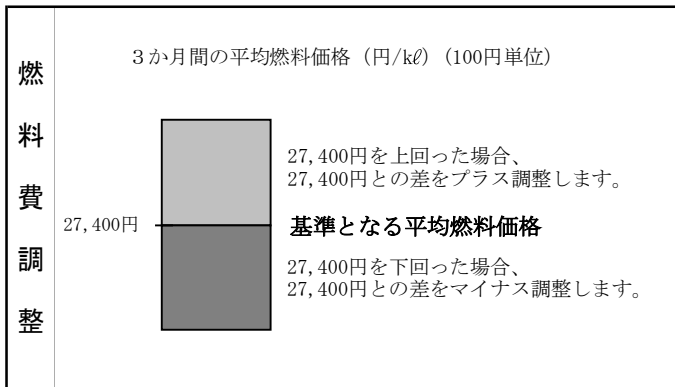 燃料費調整
３か月間の平均燃料価格（円/kℓ）（100円単位）
27,400円を上回った場合、
27,400円との差をプラス調整します。
27,400円
基準となる平均燃料価格
27,400円を下回った場合、
27,400円との差をマイナス調整します。